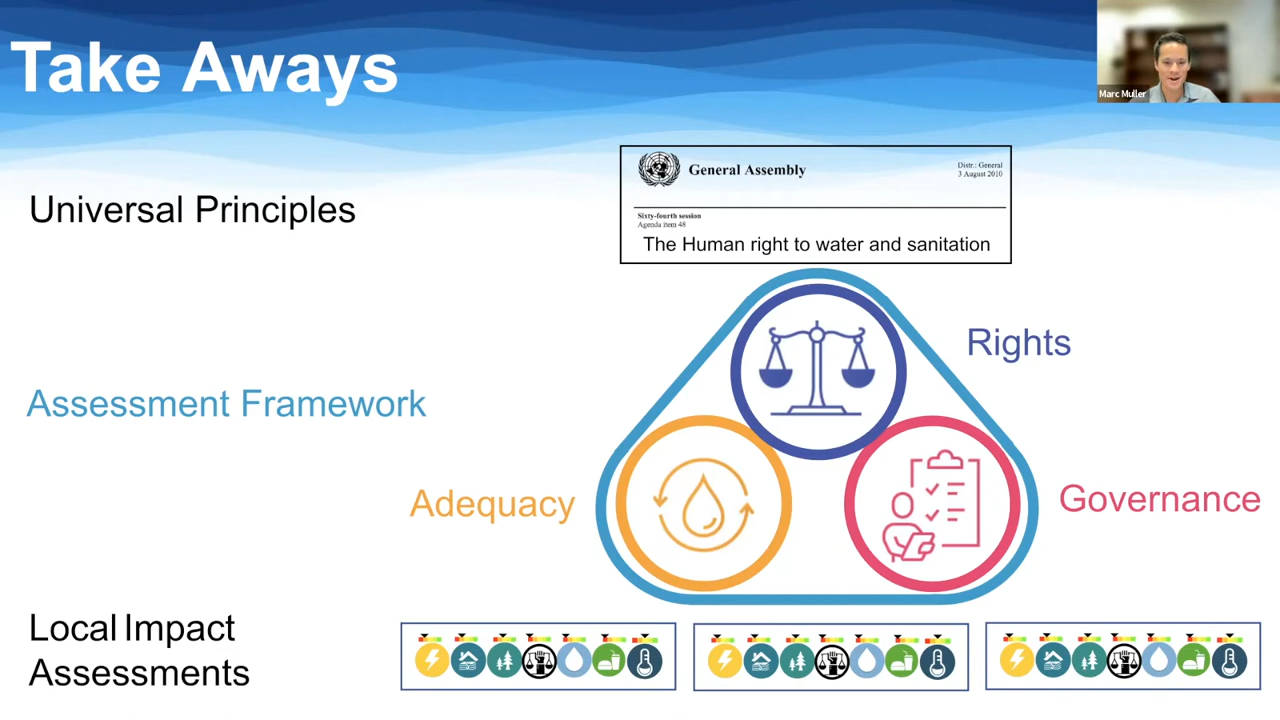 Take Aways
Marc Muller
Universal Principles
General Assembly
Distr.: General
3 August 2010
Sixty-fourth session
Agenda item 48
The Human right to water and sanitation
Rights
Assessment Framework
Adequacy
Governance
Local Impact
Assessments